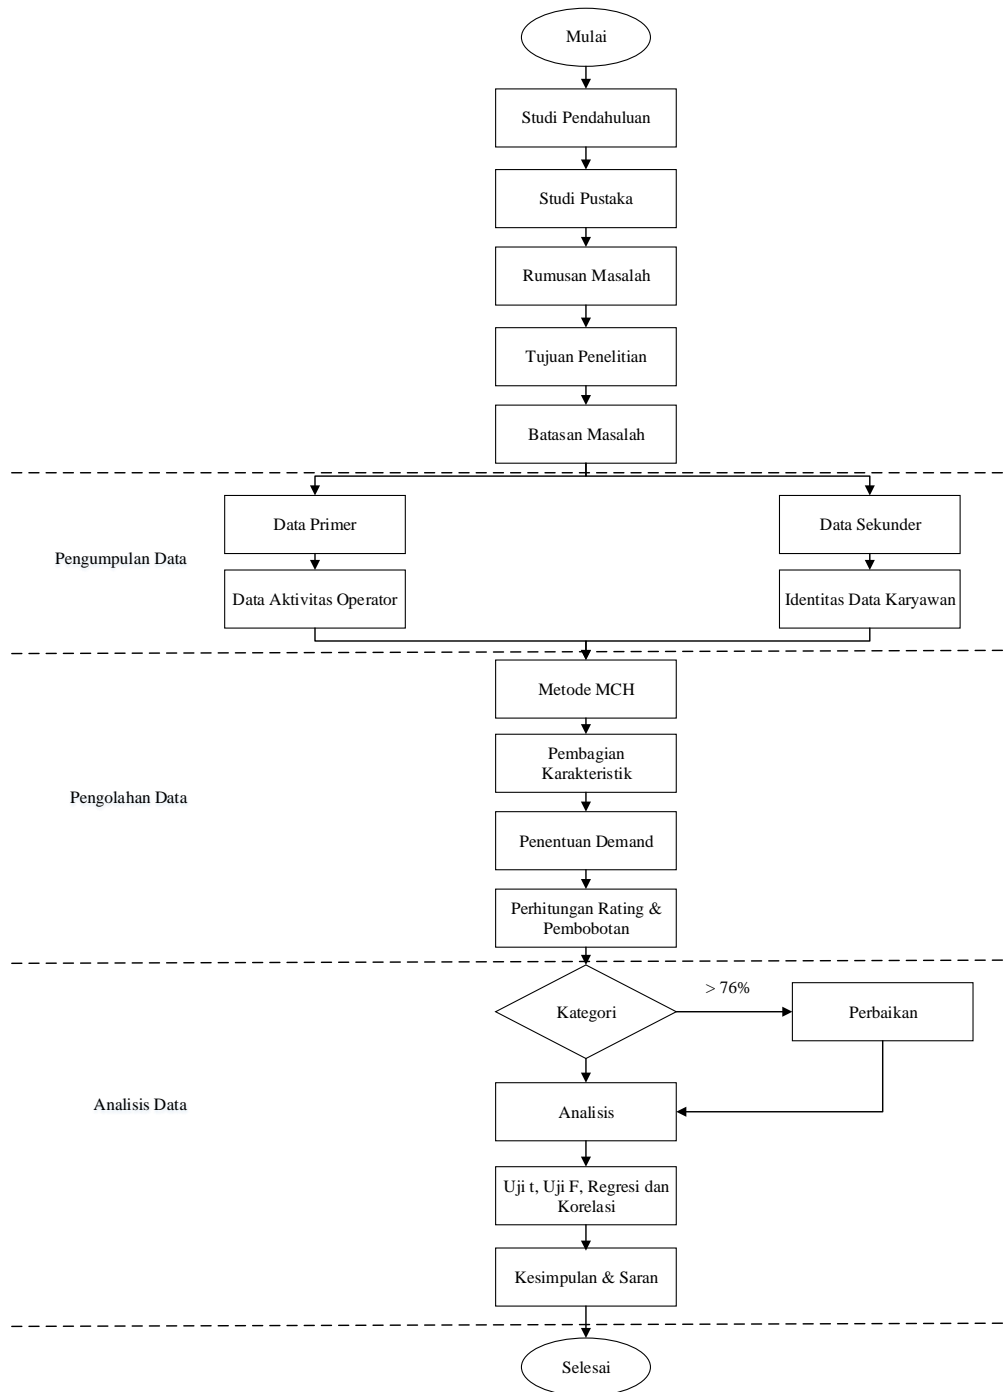 Mulai
Studi Pendahuluan
Studi Pustaka
Rumusan Masalah
Tujuan Penelitian
Batasan Masalah
Data Primer
Data Sekunder
Pengumpulan Data
Data Aktivitas Operator
Identitas Data Karyawan
Metode MCH
Pembagian
Karakteristik
Pengolahan Data
Penentuan Demand
Perhitungan Rating &
Pembobotan
Kategori
> 76%
Perbaikan
Analisis Data
Analisis
Uji t, Uji F, Regresi dan
Korelasi
Kesimpulan & Saran
Selesai